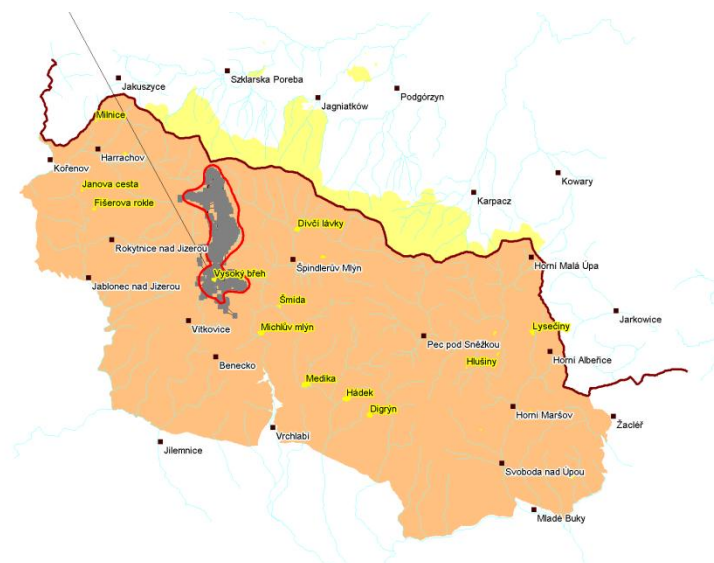 Szklarska Poreba
Jakuszyce
Podgórzyn
Jagniatków
Milnice
Harrachov
Kořenov
Kowary
Janova cesta
Karpacz
Fišerova rokle
Dívčí lávky
Rokytnice nad Jizerou
Horní Malá Úpa
Špindlerův Mlýn
Vysoký břeh
Jablonec nad Jizerou
Šmída
Jarkowice
Vítkovice
Michlův mlýn
Lysečiny
Pec pod Sněžkou
Horní Albeřice
Hlušiny
Benecko
Medika
Hádek
Digrýn
Horní Maršov
Žacléř
Vrchlabí
Jilemnice
Svoboda nad Úpou
Mladé Buky